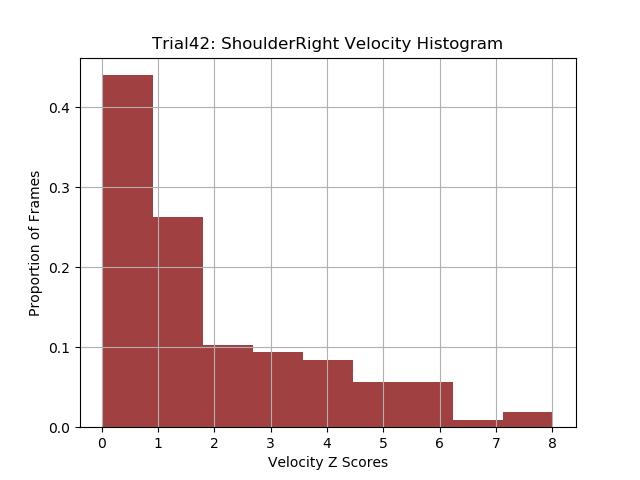 Trial42: ShoulderRight Velocity Histogram
Proportion of Frames
0.4
0.3
0.2
0.1
0.0
0 1 2 3 4 5 6 7 8
Velocity Z Scores